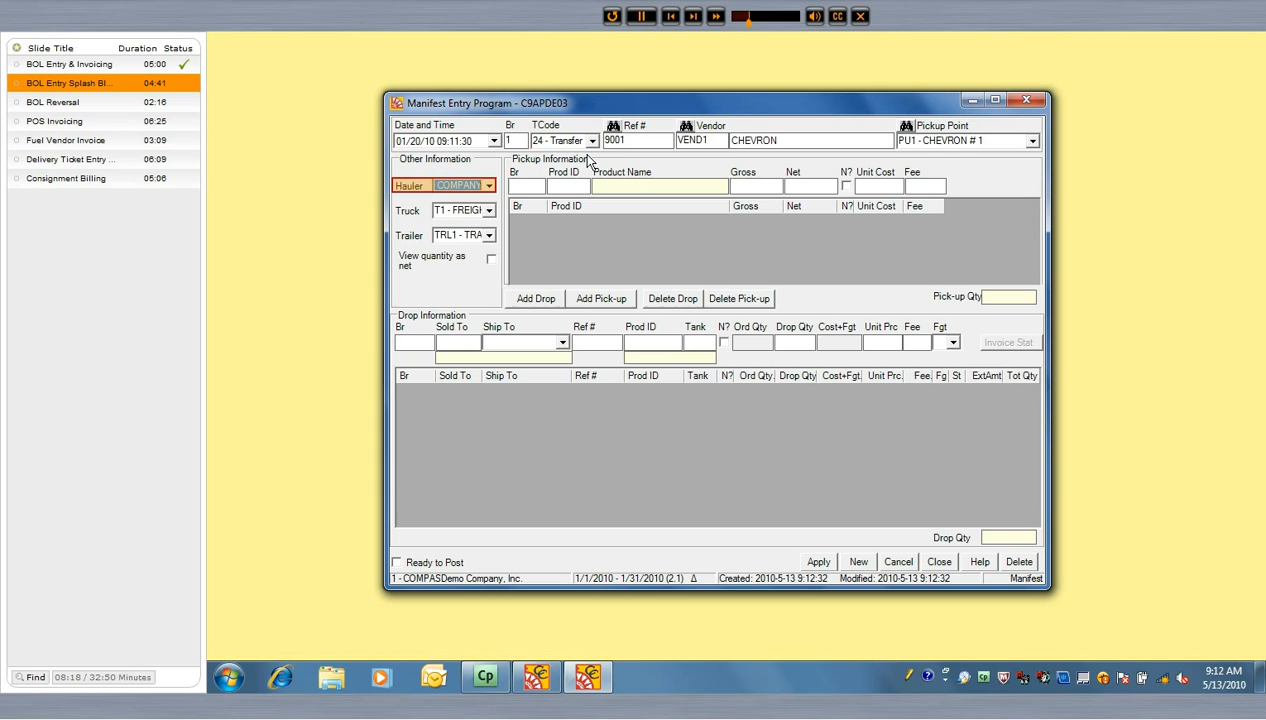 CC
Slide Title Duration Status
BOL Entry & Invoicing 05:00
BOL Entry Splash Bl... 04:41
BOL Reversal 02:16
POS Invoicing 06:25
Fuel Vendor Invoice 03:09
Delivery Ticket Entry ... 06:09
Consignment Billing 05:06
Manifest Entry Program - C9APDE03
Date and Time Br TCode Ref # Vendor Pickup Point
01/20/10 09:11:30 1 24 - Transfer 9001 VEND1 CHEVRON PU1 - CHEVRON # 1
Other Information Pickup Information
Br Prod ID Product Name Gross Net N? Unit Cost Fee
Hauler COMPANY
Br Prod ID Gross Net N? Unit Cost Fee
Truck T1 - FREIGH
Trailer TRL1 - TRA
View quantity as
net
Add Drop Add Pick-up Delete Drop Delete Pick-up Pick-up Qty
Drop Information
Br Sold To Ship To Ref # Prod ID Tank N? Ord Qty Drop Qty Cost+Fgt Unit Prc Fee Fgt
Invoice Stat
Br Sold To Ship To Ref # Prod ID Tank N? Ord Qty. Drop Qty. Cost+Fgt. Unit Prc. Fee. Fg St ExtAmt Tot Qty
Drop Qty
Ready to Post Apply New Cancel Close Help Delete
1 - COMPASDemo Company, Inc. 1/1/2010 - 1/31/2010 (2.1) Δ Created: 2010-5-13 9:12:32 Modified: 2010-5-13 9:12:32 Manifest
Find 08:18 / 32:50 Minutes
Cp
9:12 AM
5/13/2010